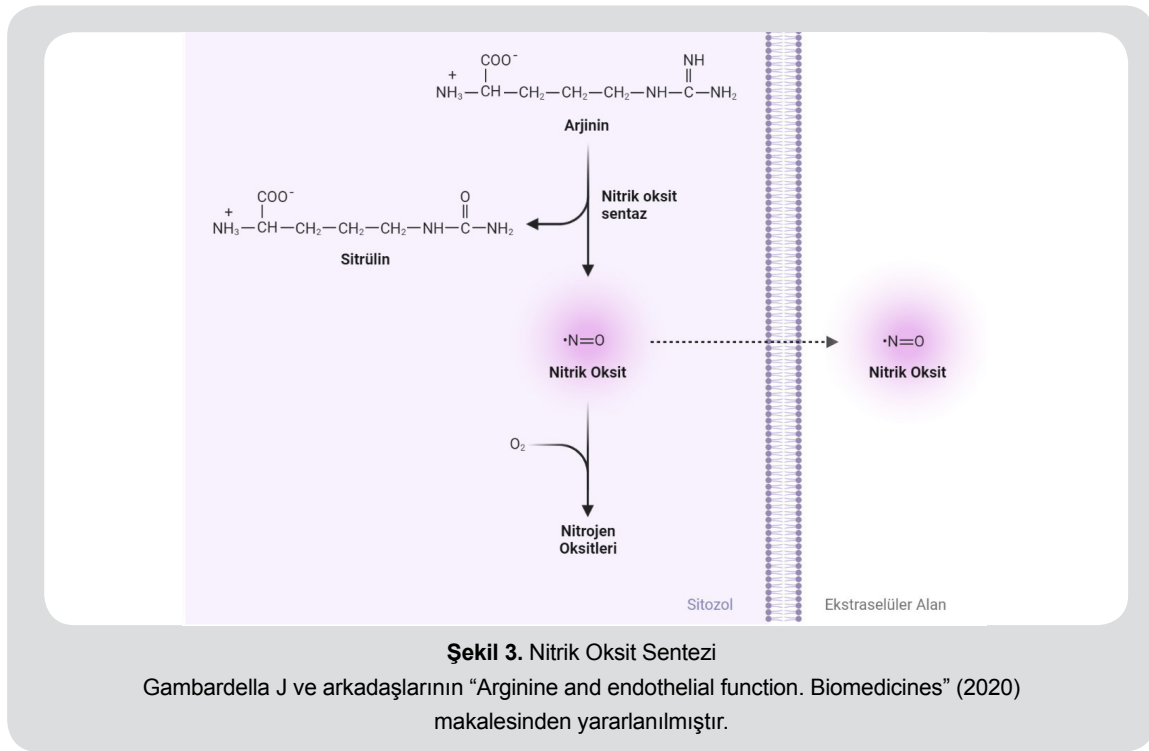 COO⁻
+
NH₃—CH—CH₂—CH₂—CH₂—NH—C—NH₂
NH
Arjinin
Nitrik oksit
sentaz
COO⁻
+
NH₃—CH—CH₂—CH₂—CH₂—NH—C—NH₂
O
Sitrülin
·N=O
Nitrik Oksit
·N=O
Nitrik Oksit
O₂
Nitrojen
Oksitleri
Sitozol
Ekstraselüler Alan
Şekil 3. Nitrik Oksit Sentezi
Gambardella J ve arkadaşlarının “Arginine and endothelial function. Biomedicines” (2020)
makalesinden yararlanılmıştır.